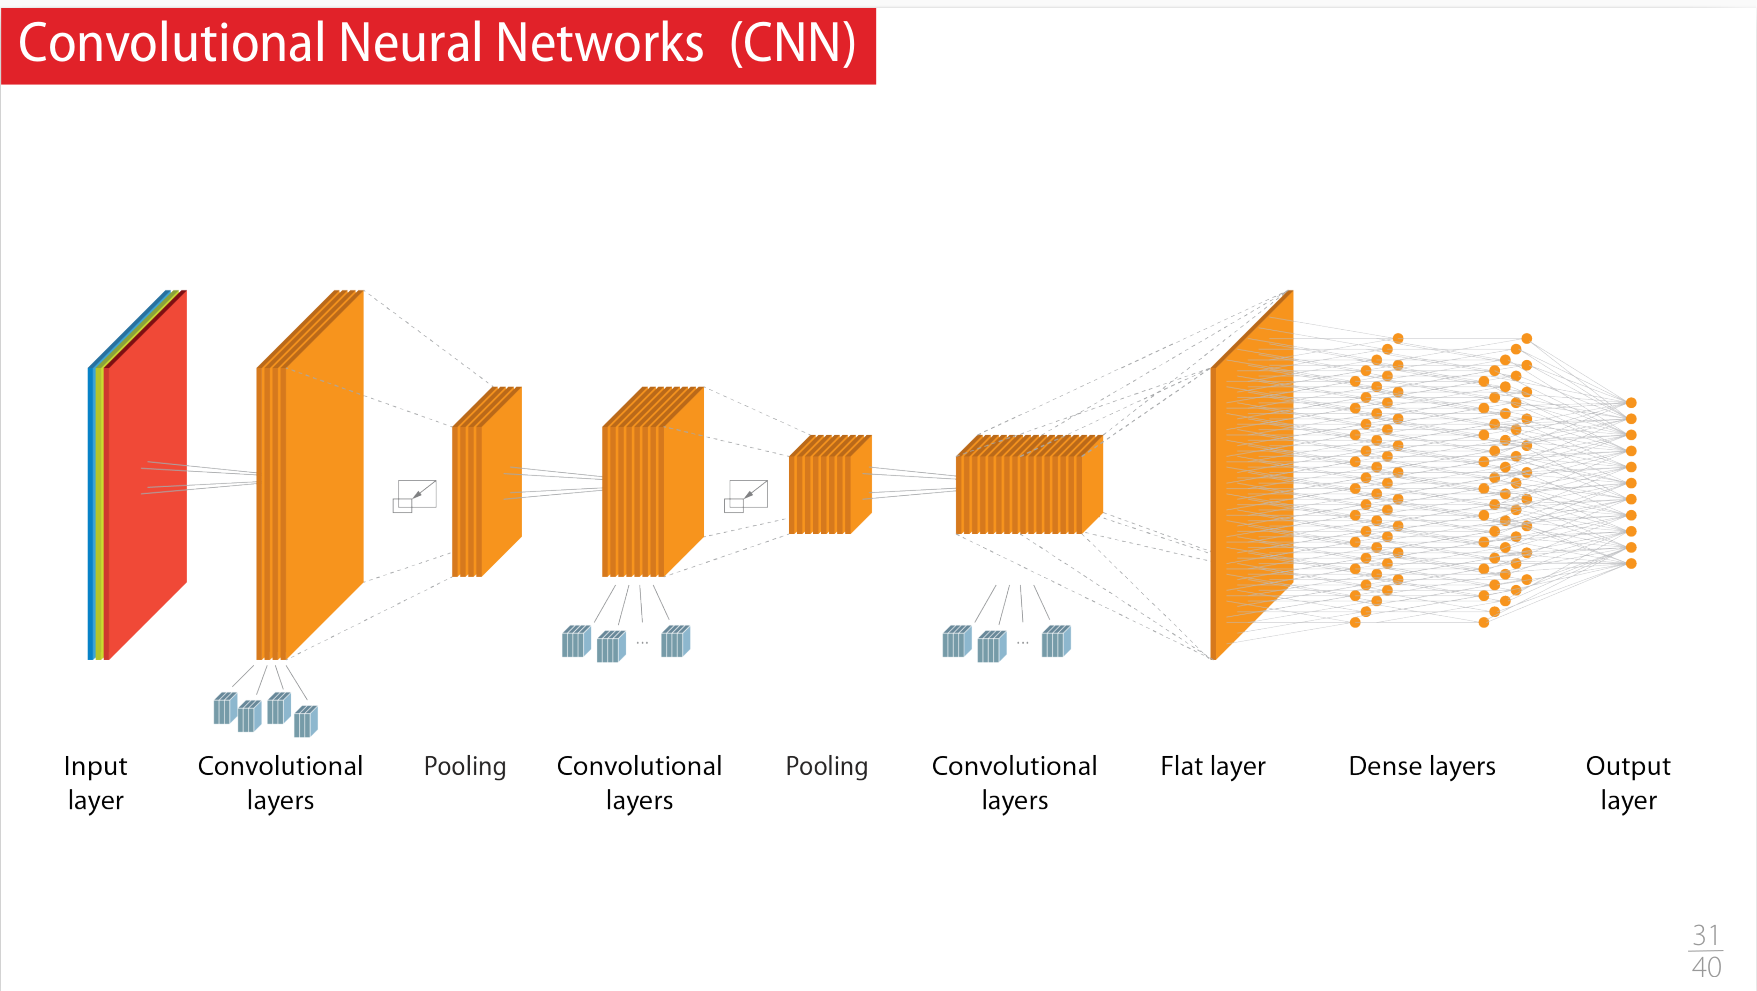 Convolutional Neural Networks (CNN)
...
...
Input
layer
Convolutional
layers
Pooling
Convolutional
layers
Pooling
Convolutional
layers
Flat layer
Dense layers
Output
layer
31
40